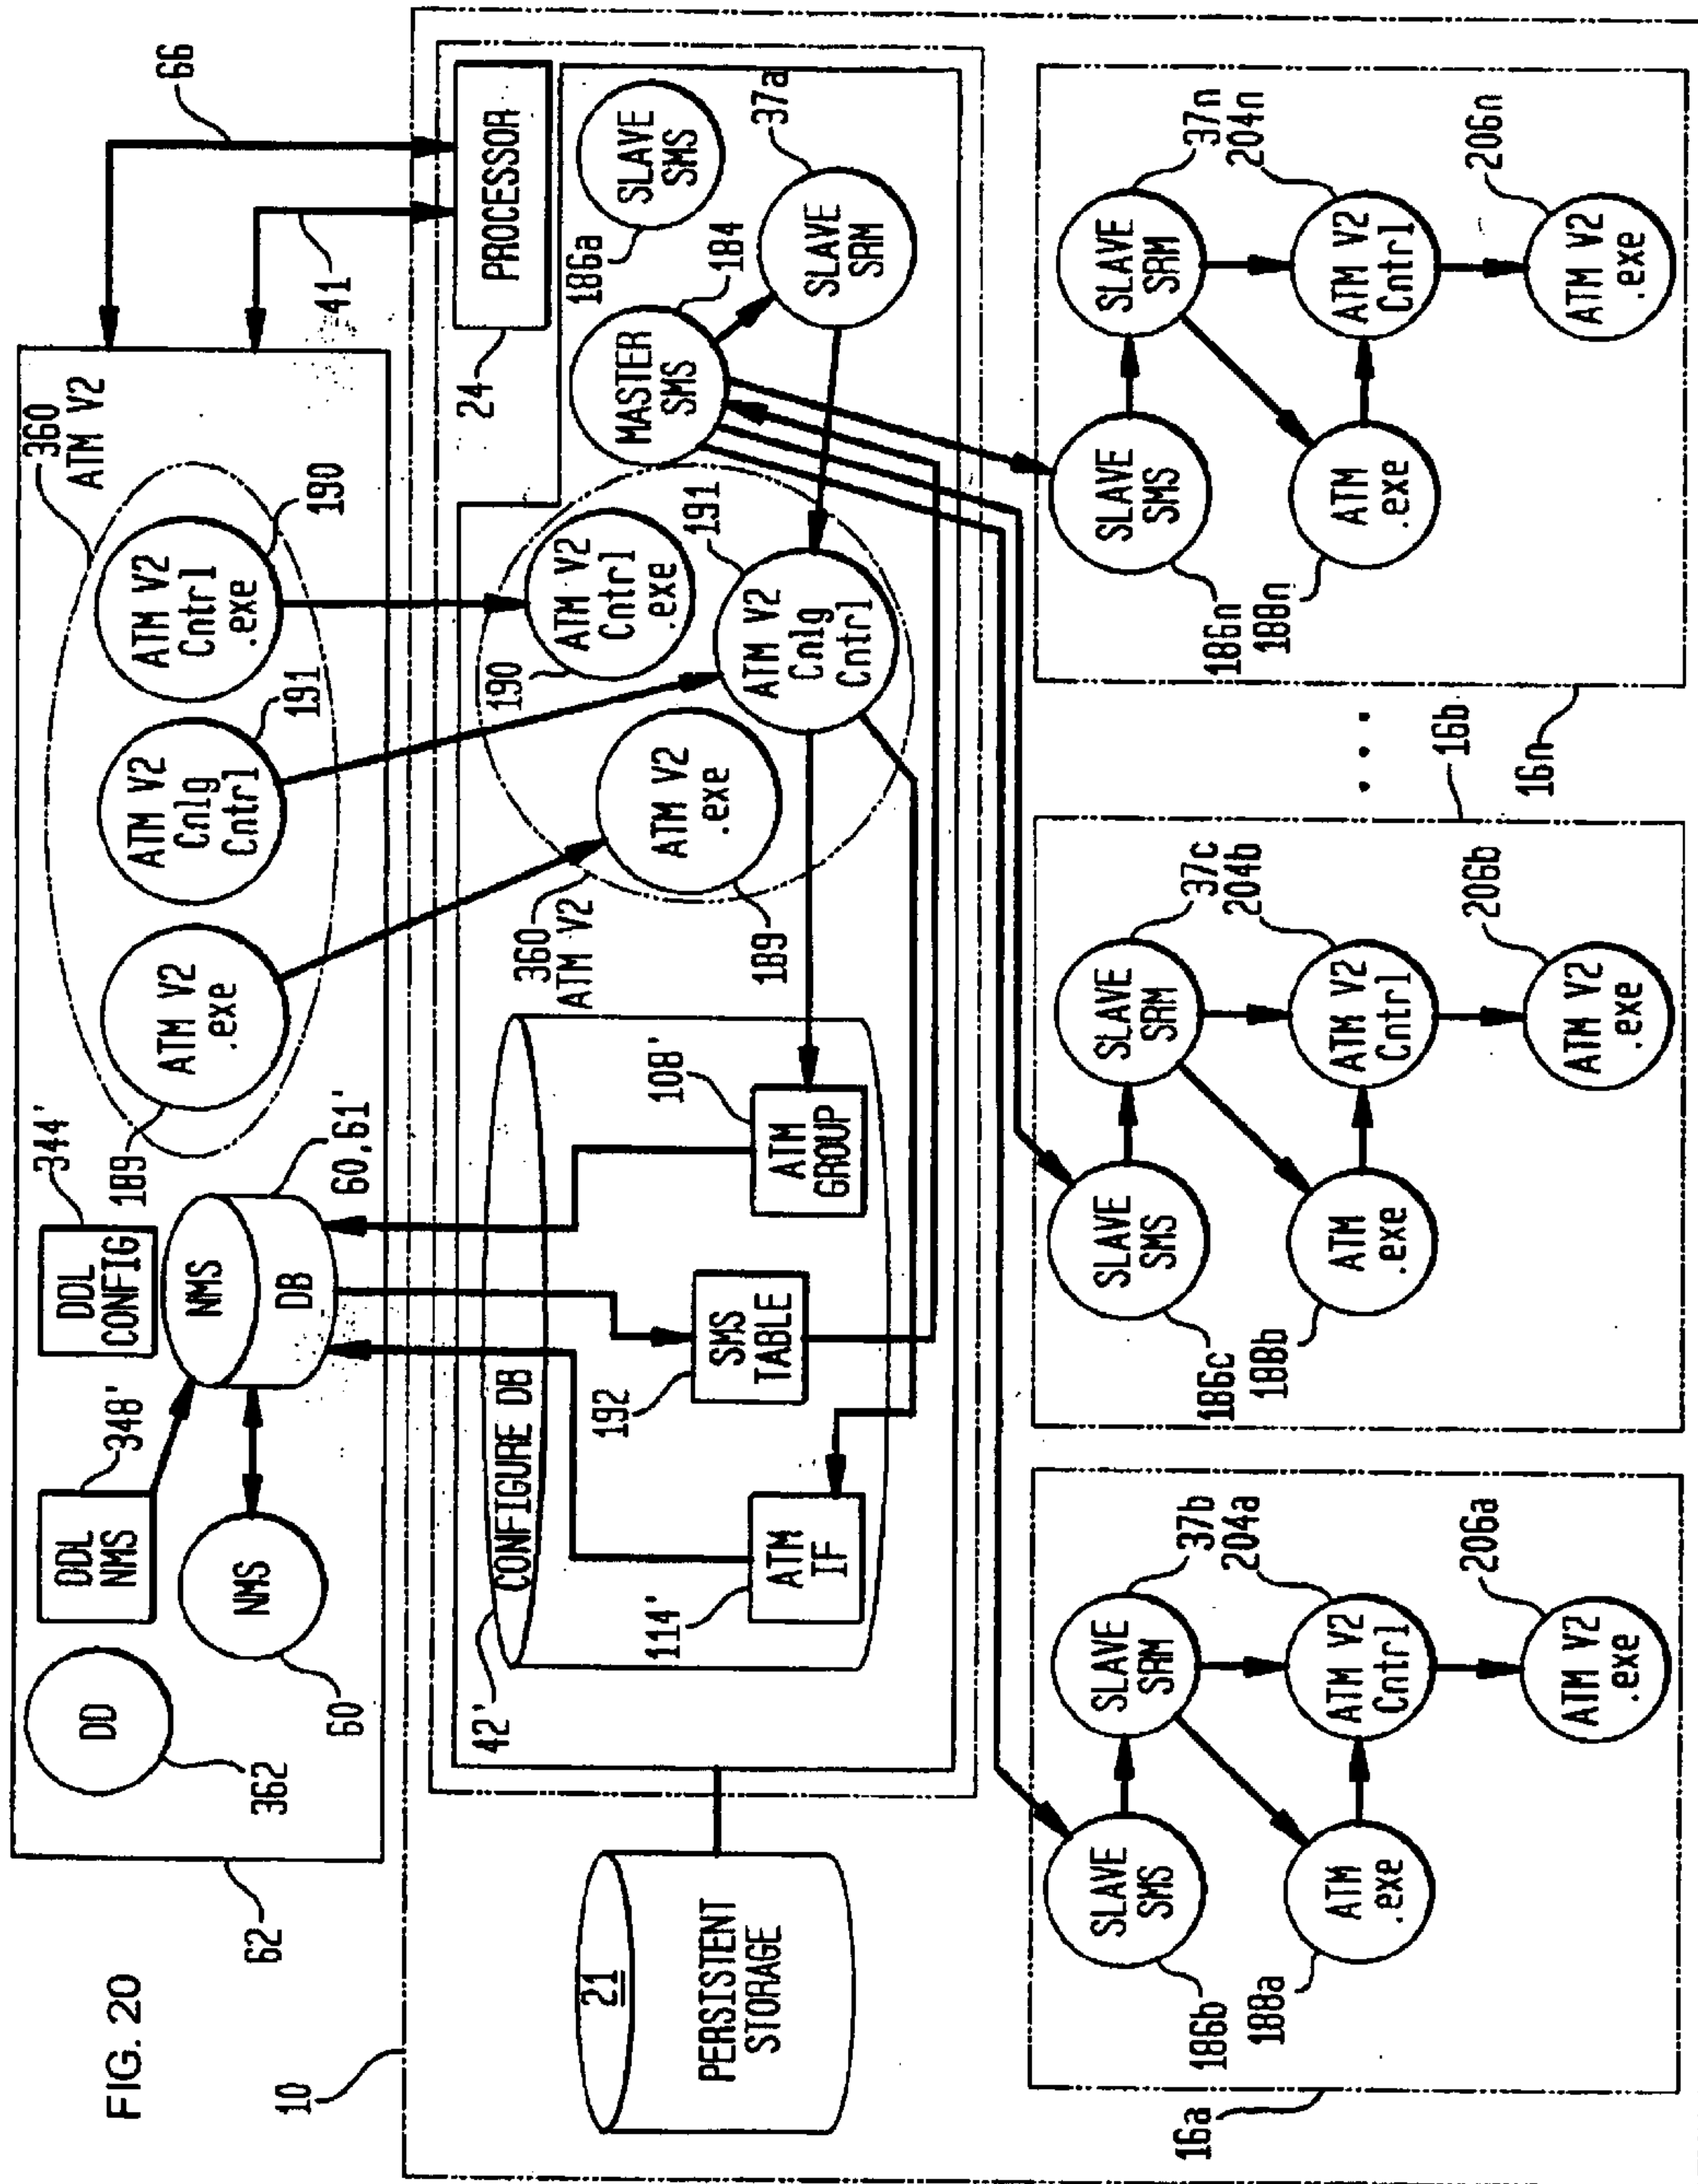 FIG. 20
62
362
DD
60
NMS
DDL
NMS
348'
DDL
CONFIG
344'
NMS
DB
60,61'
189
ATM V2
.exe
ATM V2
Cnlg
Cntrl
191
ATM V2
Cntrl
.exe
190
360
ATM V2
41
66
10
21
PERSISTENT
STORAGE
42'
CONFIGURE DB
114'
ATM
IF
192
SMS
TABLE
108'
ATM
GROUP
360
ATM V2
189
ATM V2
.exe
190
ATM V2
Cntrl
.exe
191
ATM V2
Cnlg
Cntrl
24
PROCESSOR
MASTER
SMS
184
186a
SLAVE
SMS
SLAVE
SRM
37a
16a
SLAVE
SMS
186b
SLAVE
SRM
37b
204a
188a
ATM
.exe
ATM V2
Cntrl
206a
ATM V2
.exe
16b
SLAVE
SMS
186c
SLAVE
SRM
37c
204b
188b
ATM
.exe
ATM V2
Cntrl
206b
ATM V2
.exe
. . .
16n
SLAVE
SMS
186n
SLAVE
SRM
37n
204n
188n
ATM
.exe
ATM V2
Cntrl
206n
ATM V2
.exe